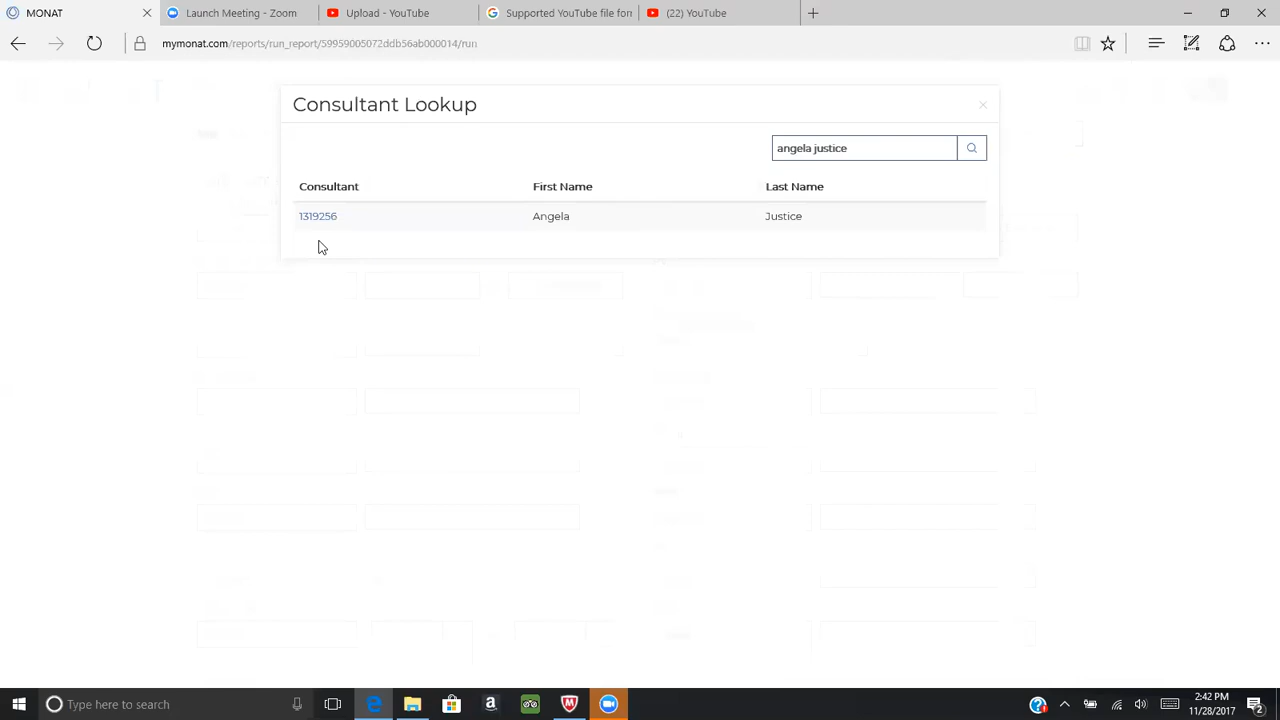 MONAT
Launch Meeting - Zoom
Upload - YouTube
Supported YouTube file for
(22) YouTube
mymonat.com/reports/run_report/59959005072ddb56ab000014/run
Consultant Lookup
angela justice
Consultant First Name Last Name
1319256 Angela Justice
Type here to search
2:42 PM
11/28/2017